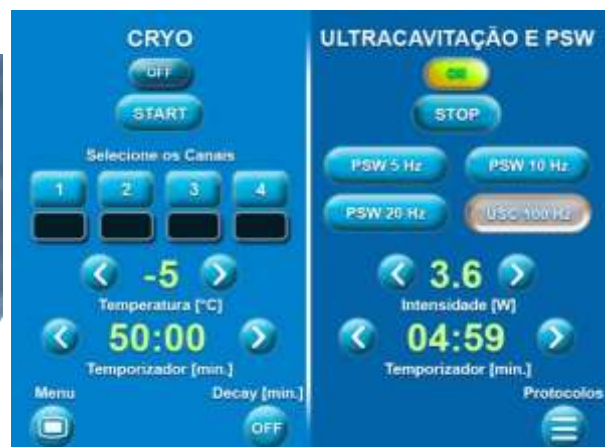 CRYO
OFF
START
Selecione os Canais
1 2 3 4
-5
Temperatura [°C]
50:00
Temporizador [min.]
Menu
Decay [min.]
OFF
ULTRACAVITAÇÃO E PSW
ON
STOP
PSW 5 Hz
PSW 10 Hz
PSW 20 Hz
USC 100 Hz
3.6
Intensidade [W]
04:59
Temporizador [min.]
Protocolos